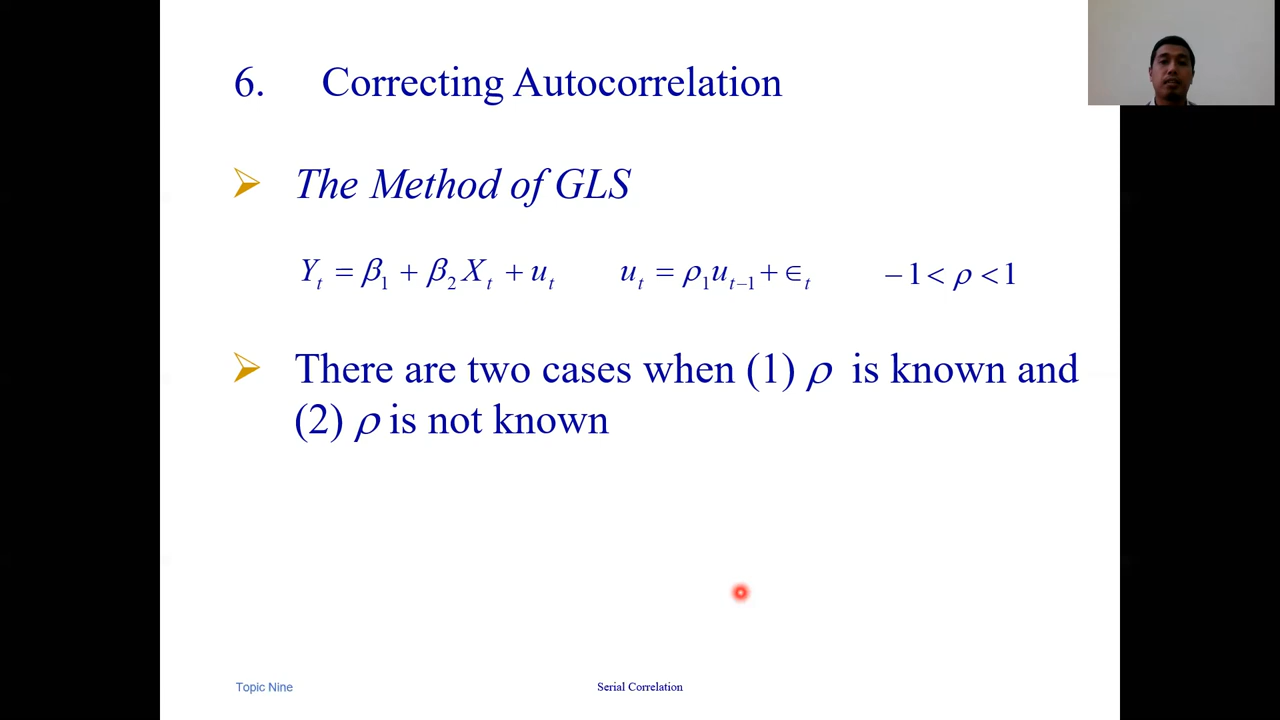 6. Correcting Autocorrelation
The Method of GLS
Yₜ = β₁ + β₂Xₜ + uₜ uₜ = ρ₁uₜ₋₁ + ∈ₜ −1 < ρ < 1
There are two cases when (1) ρ is known and
(2) ρ is not known
Topic Nine Serial Correlation